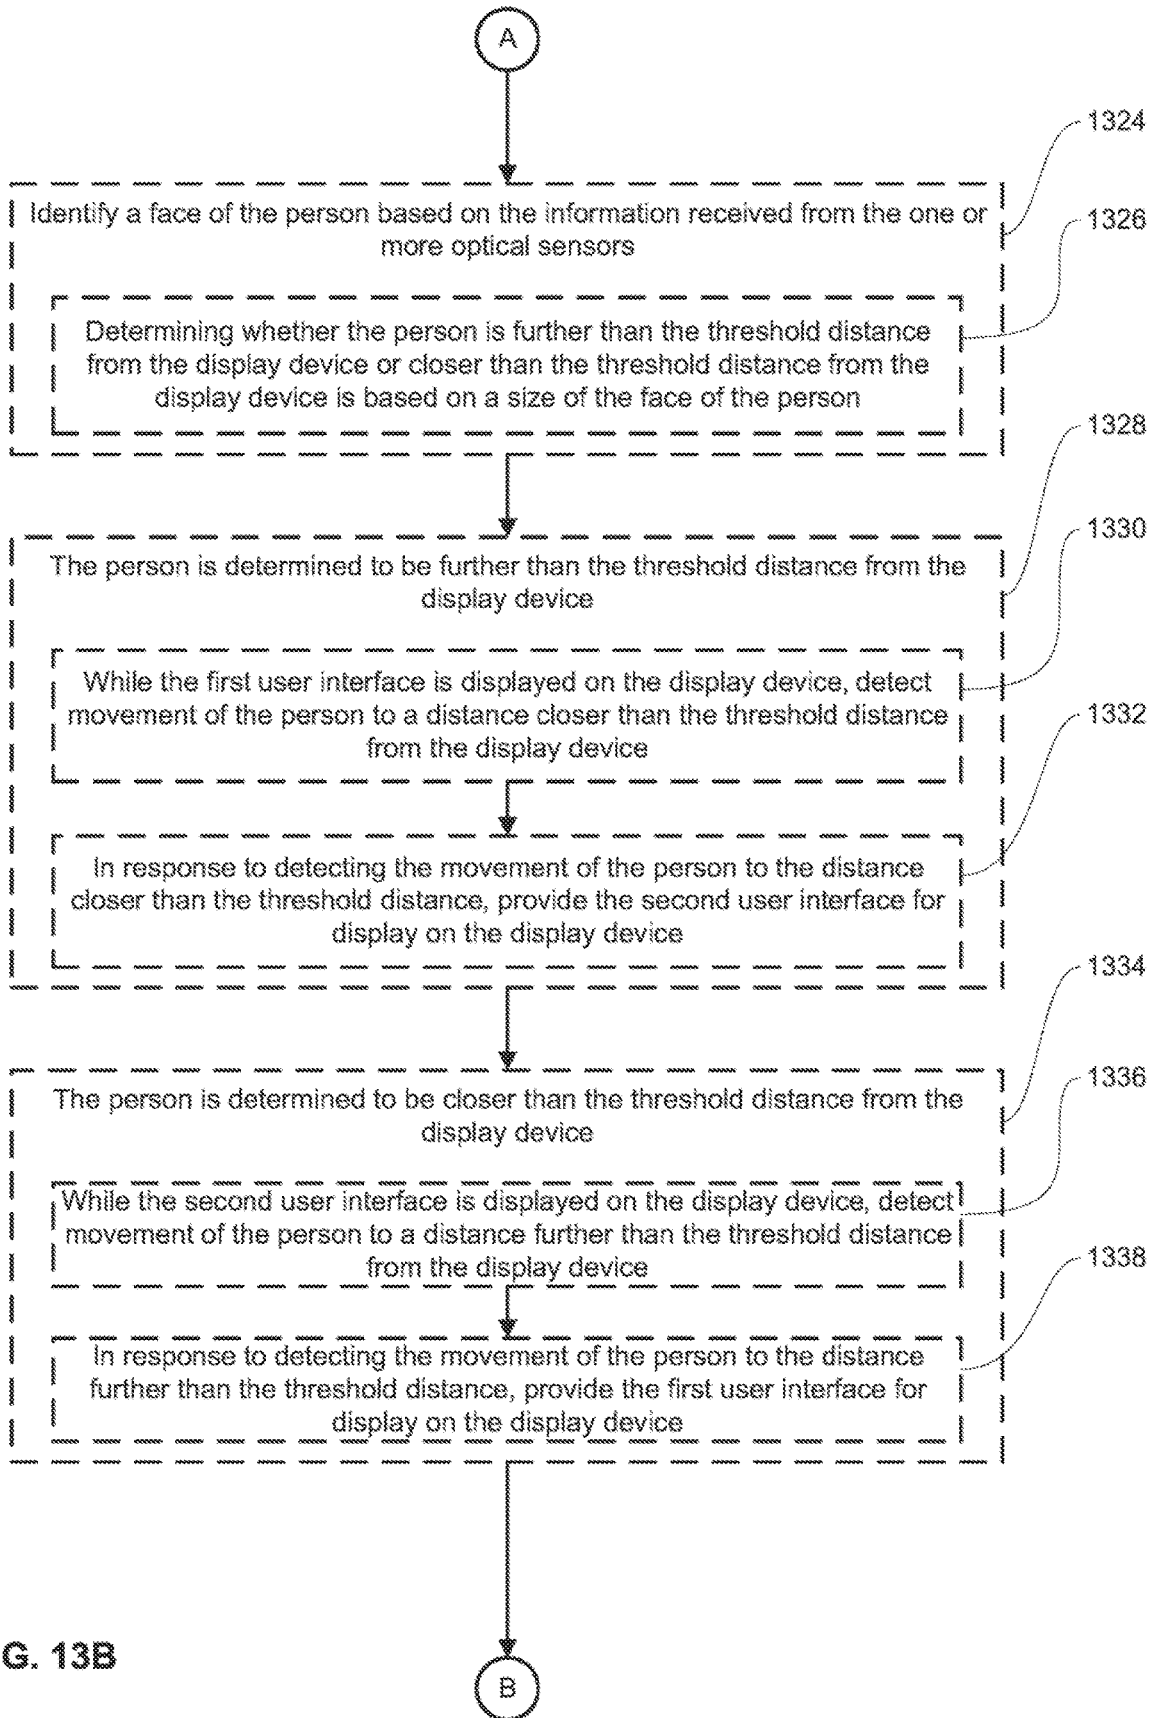 A
1324
Identify a face of the person based on the information received from the one or
more optical sensors
1326
Determining whether the person is further than the threshold distance
from the display device or closer than the threshold distance from the
display device is based on a size of the face of the person
1328
The person is determined to be further than the threshold distance from the
display device
1330
While the first user interface is displayed on the display device, detect
movement of the person to a distance closer than the threshold distance
from the display device
1332
In response to detecting the movement of the person to the distance
closer than the threshold distance, provide the second user interface for
display on the display device
1334
The person is determined to be closer than the threshold distance from the
display device
1336
While the second user interface is displayed on the display device, detect
movement of the person to a distance further than the threshold distance
from the display device
1338
In response to detecting the movement of the person to the distance
further than the threshold distance, provide the first user interface for
display on the display device
G. 13B
B